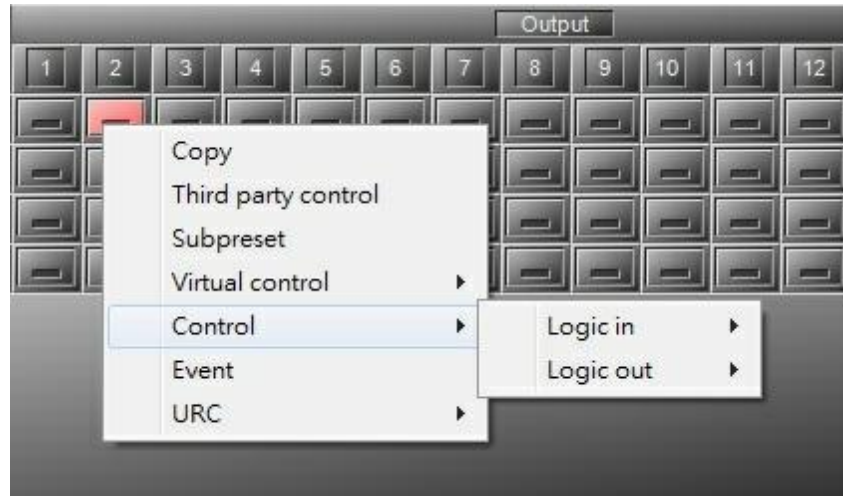 Output
1 2 3 4 5 6 7 8 9 10 11 12
Copy
Third party control
Subpreset
Virtual control
Control
Logic in
Event
Logic out
URC